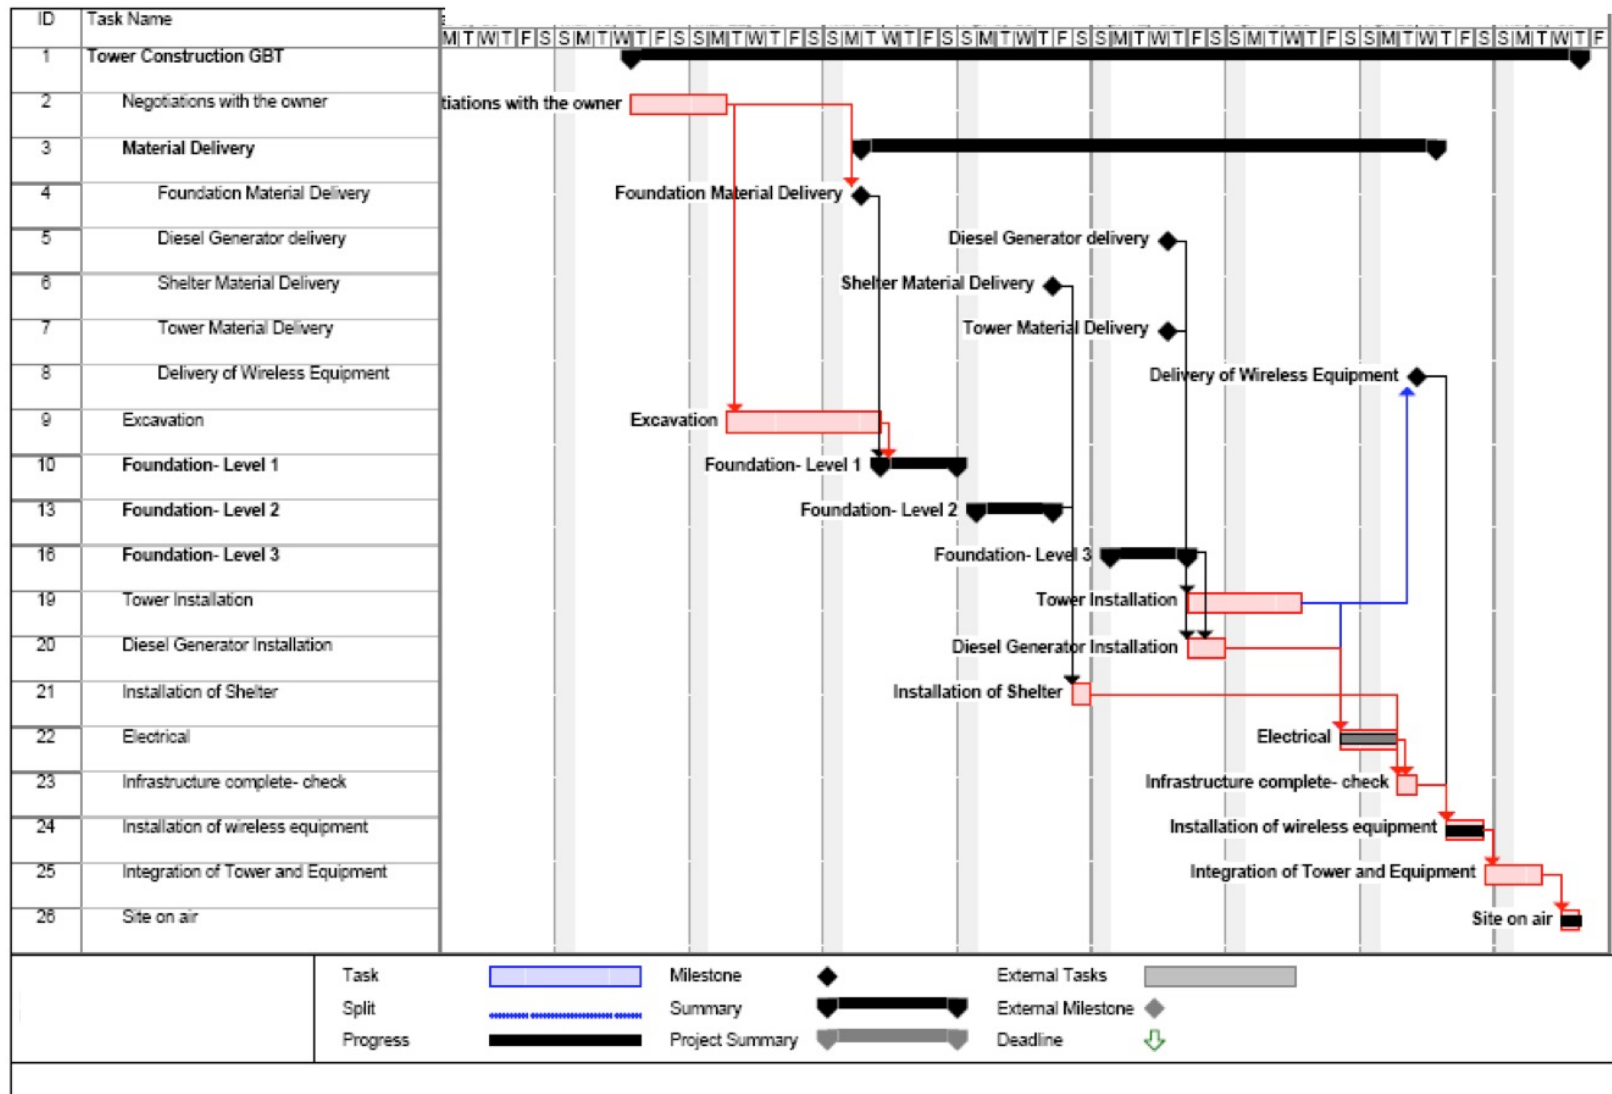 ID Task Name
M T W T F S S M T W T F S S M T W T F S S M T W T F S S M T W T F S S M T W T F S S M T W T F S S M T W T F S S M T W T F
1 Tower Construction GBT
2 Negotiations with the owner tiations with the owner
3 Material Delivery
4 Foundation Material Delivery Foundation Material Delivery
5 Diesel Generator delivery Diesel Generator delivery
6 Shelter Material Delivery Shelter Material Delivery
7 Tower Material Delivery Tower Material Delivery
8 Delivery of Wireless Equipment Delivery of Wireless Equipment
9 Excavation Excavation
10 Foundation- Level 1 Foundation- Level 1
13 Foundation- Level 2 Foundation- Level 2
16 Foundation- Level 3 Foundation- Level 3
19 Tower Installation Tower Installation
20 Diesel Generator Installation Diesel Generator Installation
21 Installation of Shelter Installation of Shelter
22 Electrical Electrical
23 Infrastructure complete- check Infrastructure complete- check
24 Installation of wireless equipment Installation of wireless equipment
25 Integration of Tower and Equipment Integration of Tower and Equipment
26 Site on air Site on air
Task Milestone External Tasks
Split Summary External Milestone
Progress Project Summary Deadline